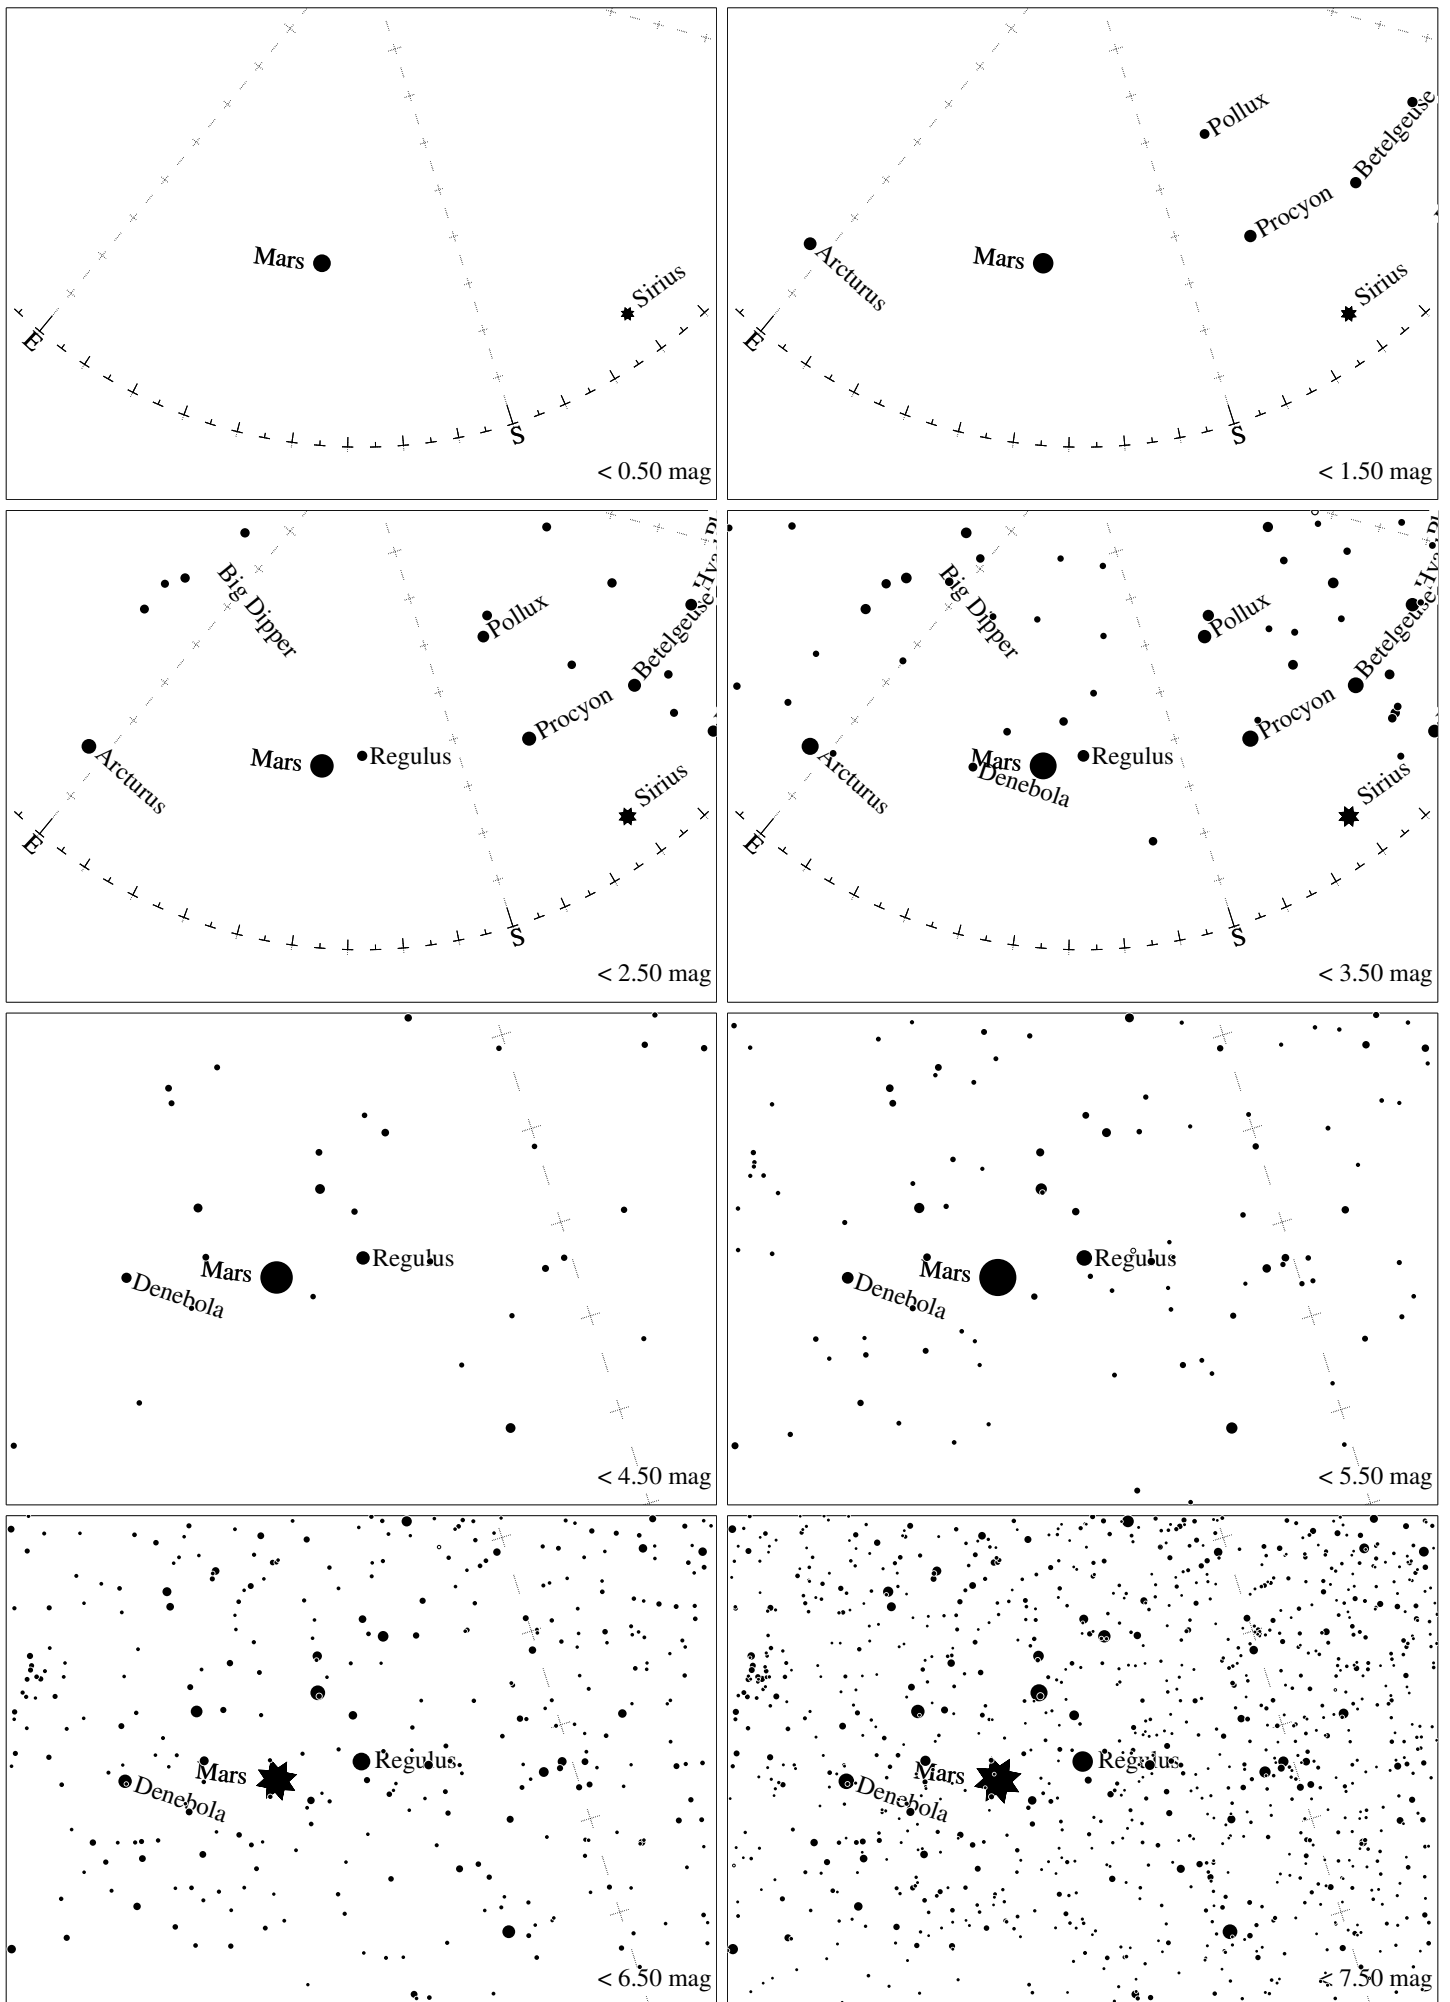 Mars
Sirius
E
S
< 0.50 mag
Pollux
Betelgeuse
Procyon
Arcturus
Mars
Sirius
E
S
< 1.50 mag
Big Dipper
Pollux
Betelgeuse
Procyon
Arcturus
Mars
Regulus
Sirius
E
S
< 2.50 mag
Big Dipper
Pollux
Betelgeuse
Procyon
Arcturus
Mars
Regulus
Denebola
Sirius
E
S
< 3.50 mag
Regulus
Mars
Denebola
< 4.50 mag
Regulus
Mars
Denebola
< 5.50 mag
Regulus
Mars
Denebola
< 6.50 mag
Regulus
Mars
Denebola
< 7.50 mag